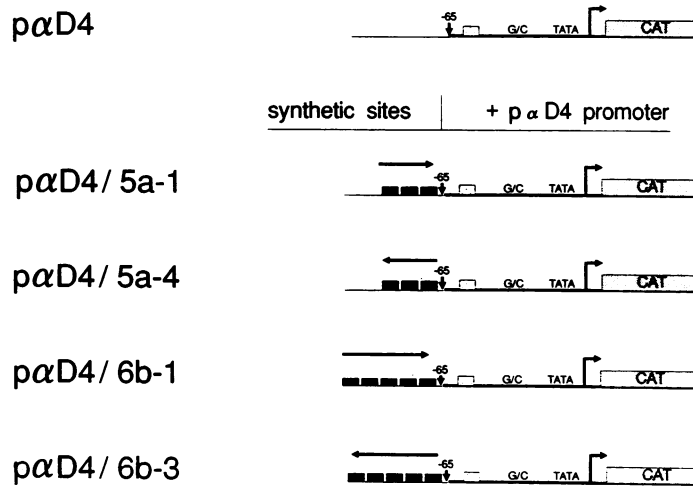 pαD4
-65
G/C TATA CAT
synthetic sites + pαD4 promoter
pαD4/ 5a-1
-65
G/C TATA CAT
pαD4/ 5a-4
-65
G/C TATA CAT
pαD4/ 6b-1
-65
G/C TATA CAT
pαD4/ 6b-3
-65
G/C TATA CAT